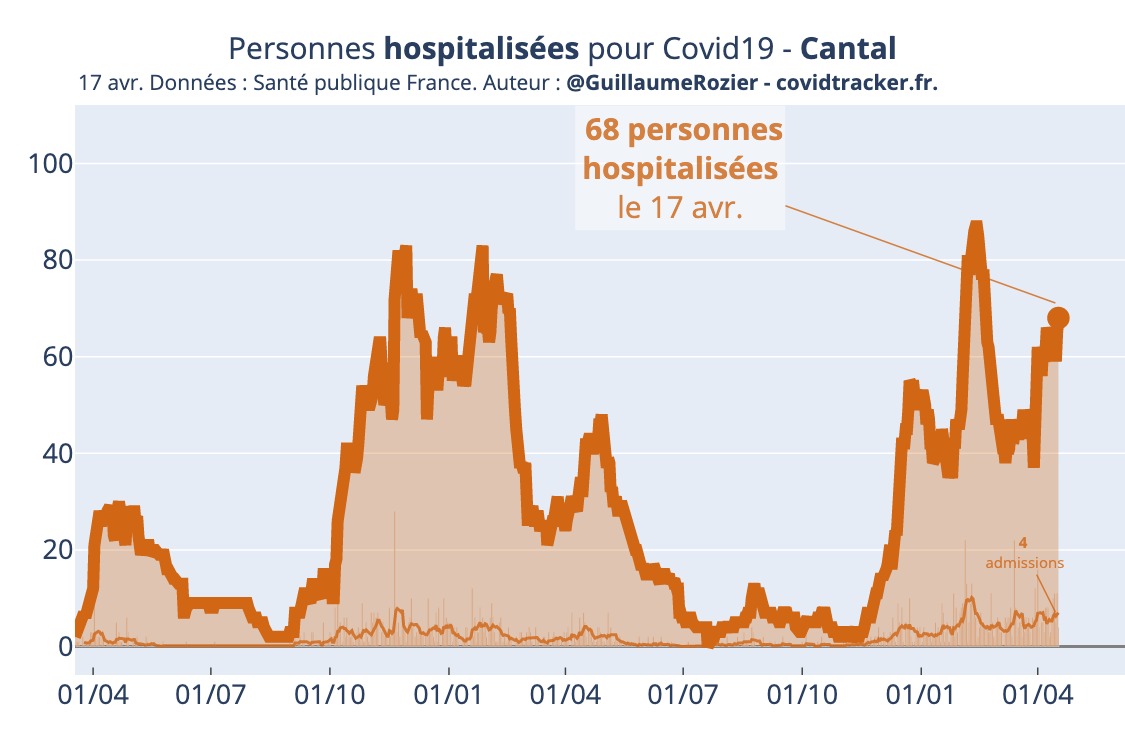 Personnes hospitalisées pour Covid19 - Cantal
17 avr. Données : Santé publique France. Auteur : @GuillaumeRozier - covidtracker.fr.
68 personnes
hospitalisées
le 17 avr.
100
80
60
40
20
0
4
admissions
01/04 01/07 01/10 01/01 01/04 01/07 01/10 01/01 01/04